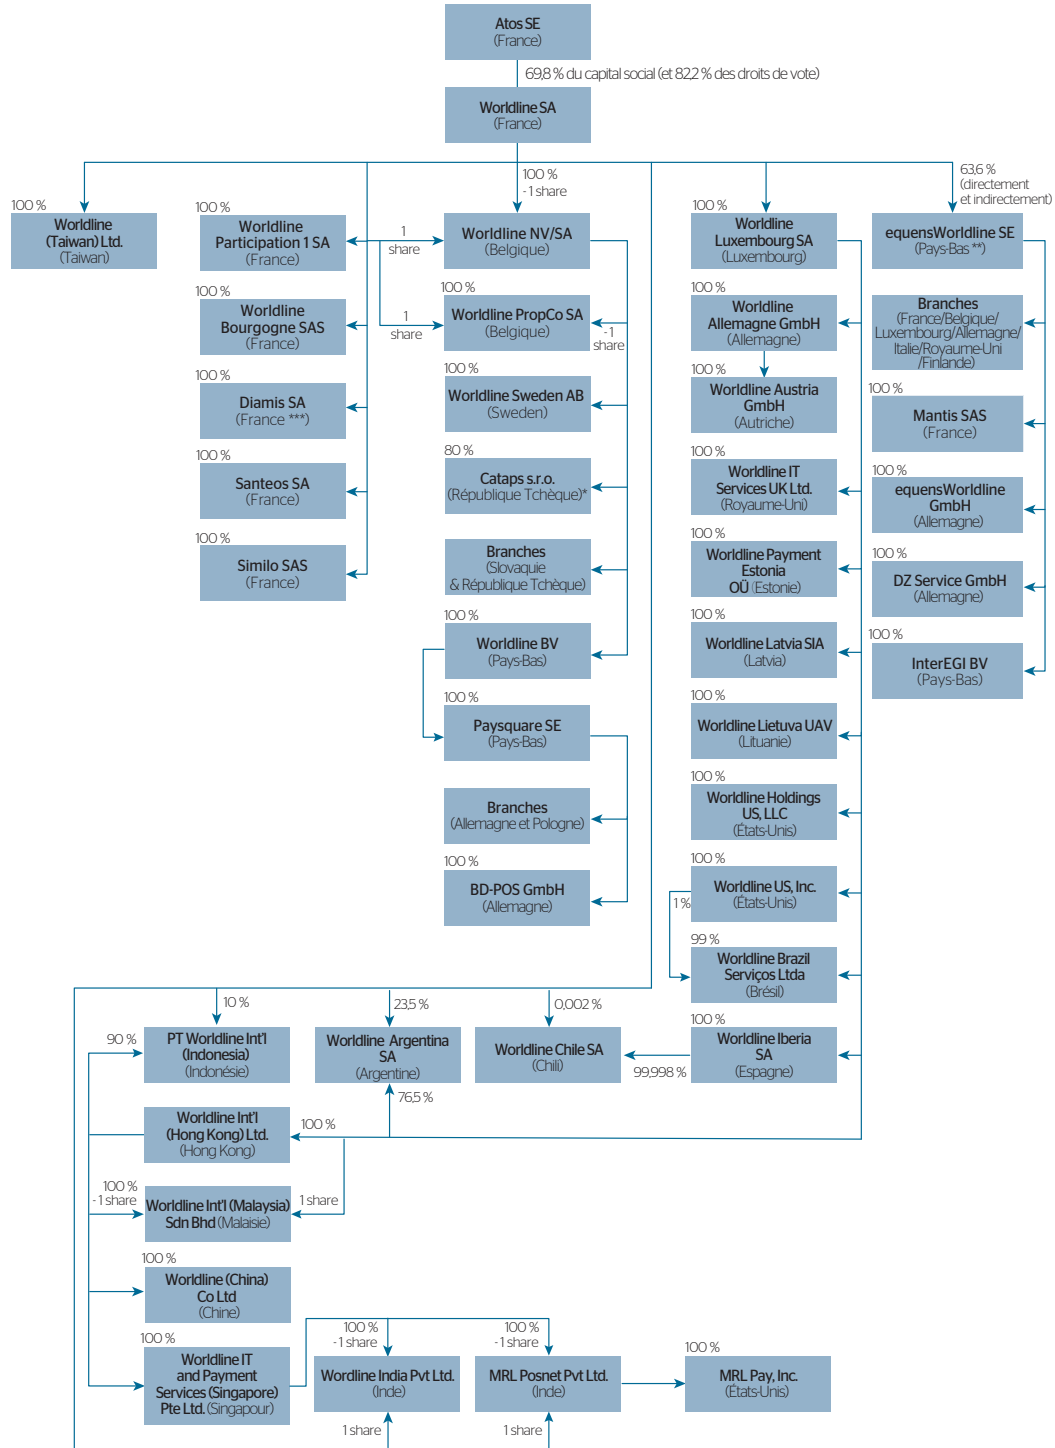 Atos SE
(France)
69,8 % du capital social (et 82,2 % des droits de vote)
Worldline SA
(France)
100 %
Worldline
(Taiwan) Ltd.
(Taiwan)
100 %
Worldline
Participation 1 SA
(France)
100 %
Worldline
Bourgogne SAS
(France)
100 %
Diamis SA
(France ***)
100 %
Santeos SA
(France)
100 %
Similo SAS
(France)
100 %
- 1 share
1
share
Worldline NV/SA
(Belgique)
1
share
100 %
Worldline PropCo SA
(Belgique)
-1
share
100 %
Worldline Sweden AB
(Sweden)
80 %
Cataps s.r.o.
(République Tchèque)*
Branches
(Slovaquie
& République Tchèque)
100 %
Worldline BV
(Pays-Bas)
100 %
Paysquare SE
(Pays-Bas)
Branches
(Allemagne et Pologne)
100 %
BD-POS GmbH
(Allemagne)
100 %
Worldline
Luxembourg SA
(Luxembourg)
100 %
Worldline
Allemagne GmbH
(Allemagne)
100 %
Worldline Austria
GmbH
(Autriche)
100 %
Worldline IT
Services UK Ltd.
(Royaume-Uni)
100 %
Worldline Payment
Estonia
OÜ (Estonie)
100 %
Worldline Latvia SIA
(Latvia)
100 %
Worldline Lietuva UAV
(Lituanie)
100 %
Worldline Holdings
US, LLC
(États-Unis)
100 %
Worldline US, Inc.
(États-Unis)
1 %
99 %
Worldline Brazil
Serviços Ltda
(Brésil)
100 %
Worldline Iberia
SA
(Espagne)
63,6 %
(directement
et indirectement)
equensWorldline SE
(Pays-Bas **)
Branches
(France/Belgique/
Luxembourg/Allemagne/
Italie/Royaume-Uni
/Finlande)
Mantis SAS
(France)
100 %
equensWorldline
GmbH
(Allemagne)
100 %
DZ Service GmbH
(Allemagne)
100 %
InterEGI BV
(Pays-Bas)
10 %
90 %
PT Worldline Int'l
(Indonesia)
(Indonésie)
23,5 %
Worldline Argentina
SA
(Argentine)
76,5 %
0,002 %
Worldline Chile SA
(Chili)
99,998 %
Worldline Int'l
(Hong Kong) Ltd.
(Hong Kong)
100 %
100 %
- 1 share
Worldline Int'l (Malaysia)
Sdn Bhd (Malaisie)
1 share
100 %
Worldline (China)
Co Ltd
(Chine)
100 %
Worldline IT
and Payment
Services (Singapore)
Pte Ltd. (Singapour)
100 %
- 1 share
Wordline India Pvt Ltd.
(Inde)
1 share
100 %
- 1 share
MRL Posnet Pvt Ltd.
(Inde)
1 share
100 %
MRL Pay, Inc.
(États-Unis)